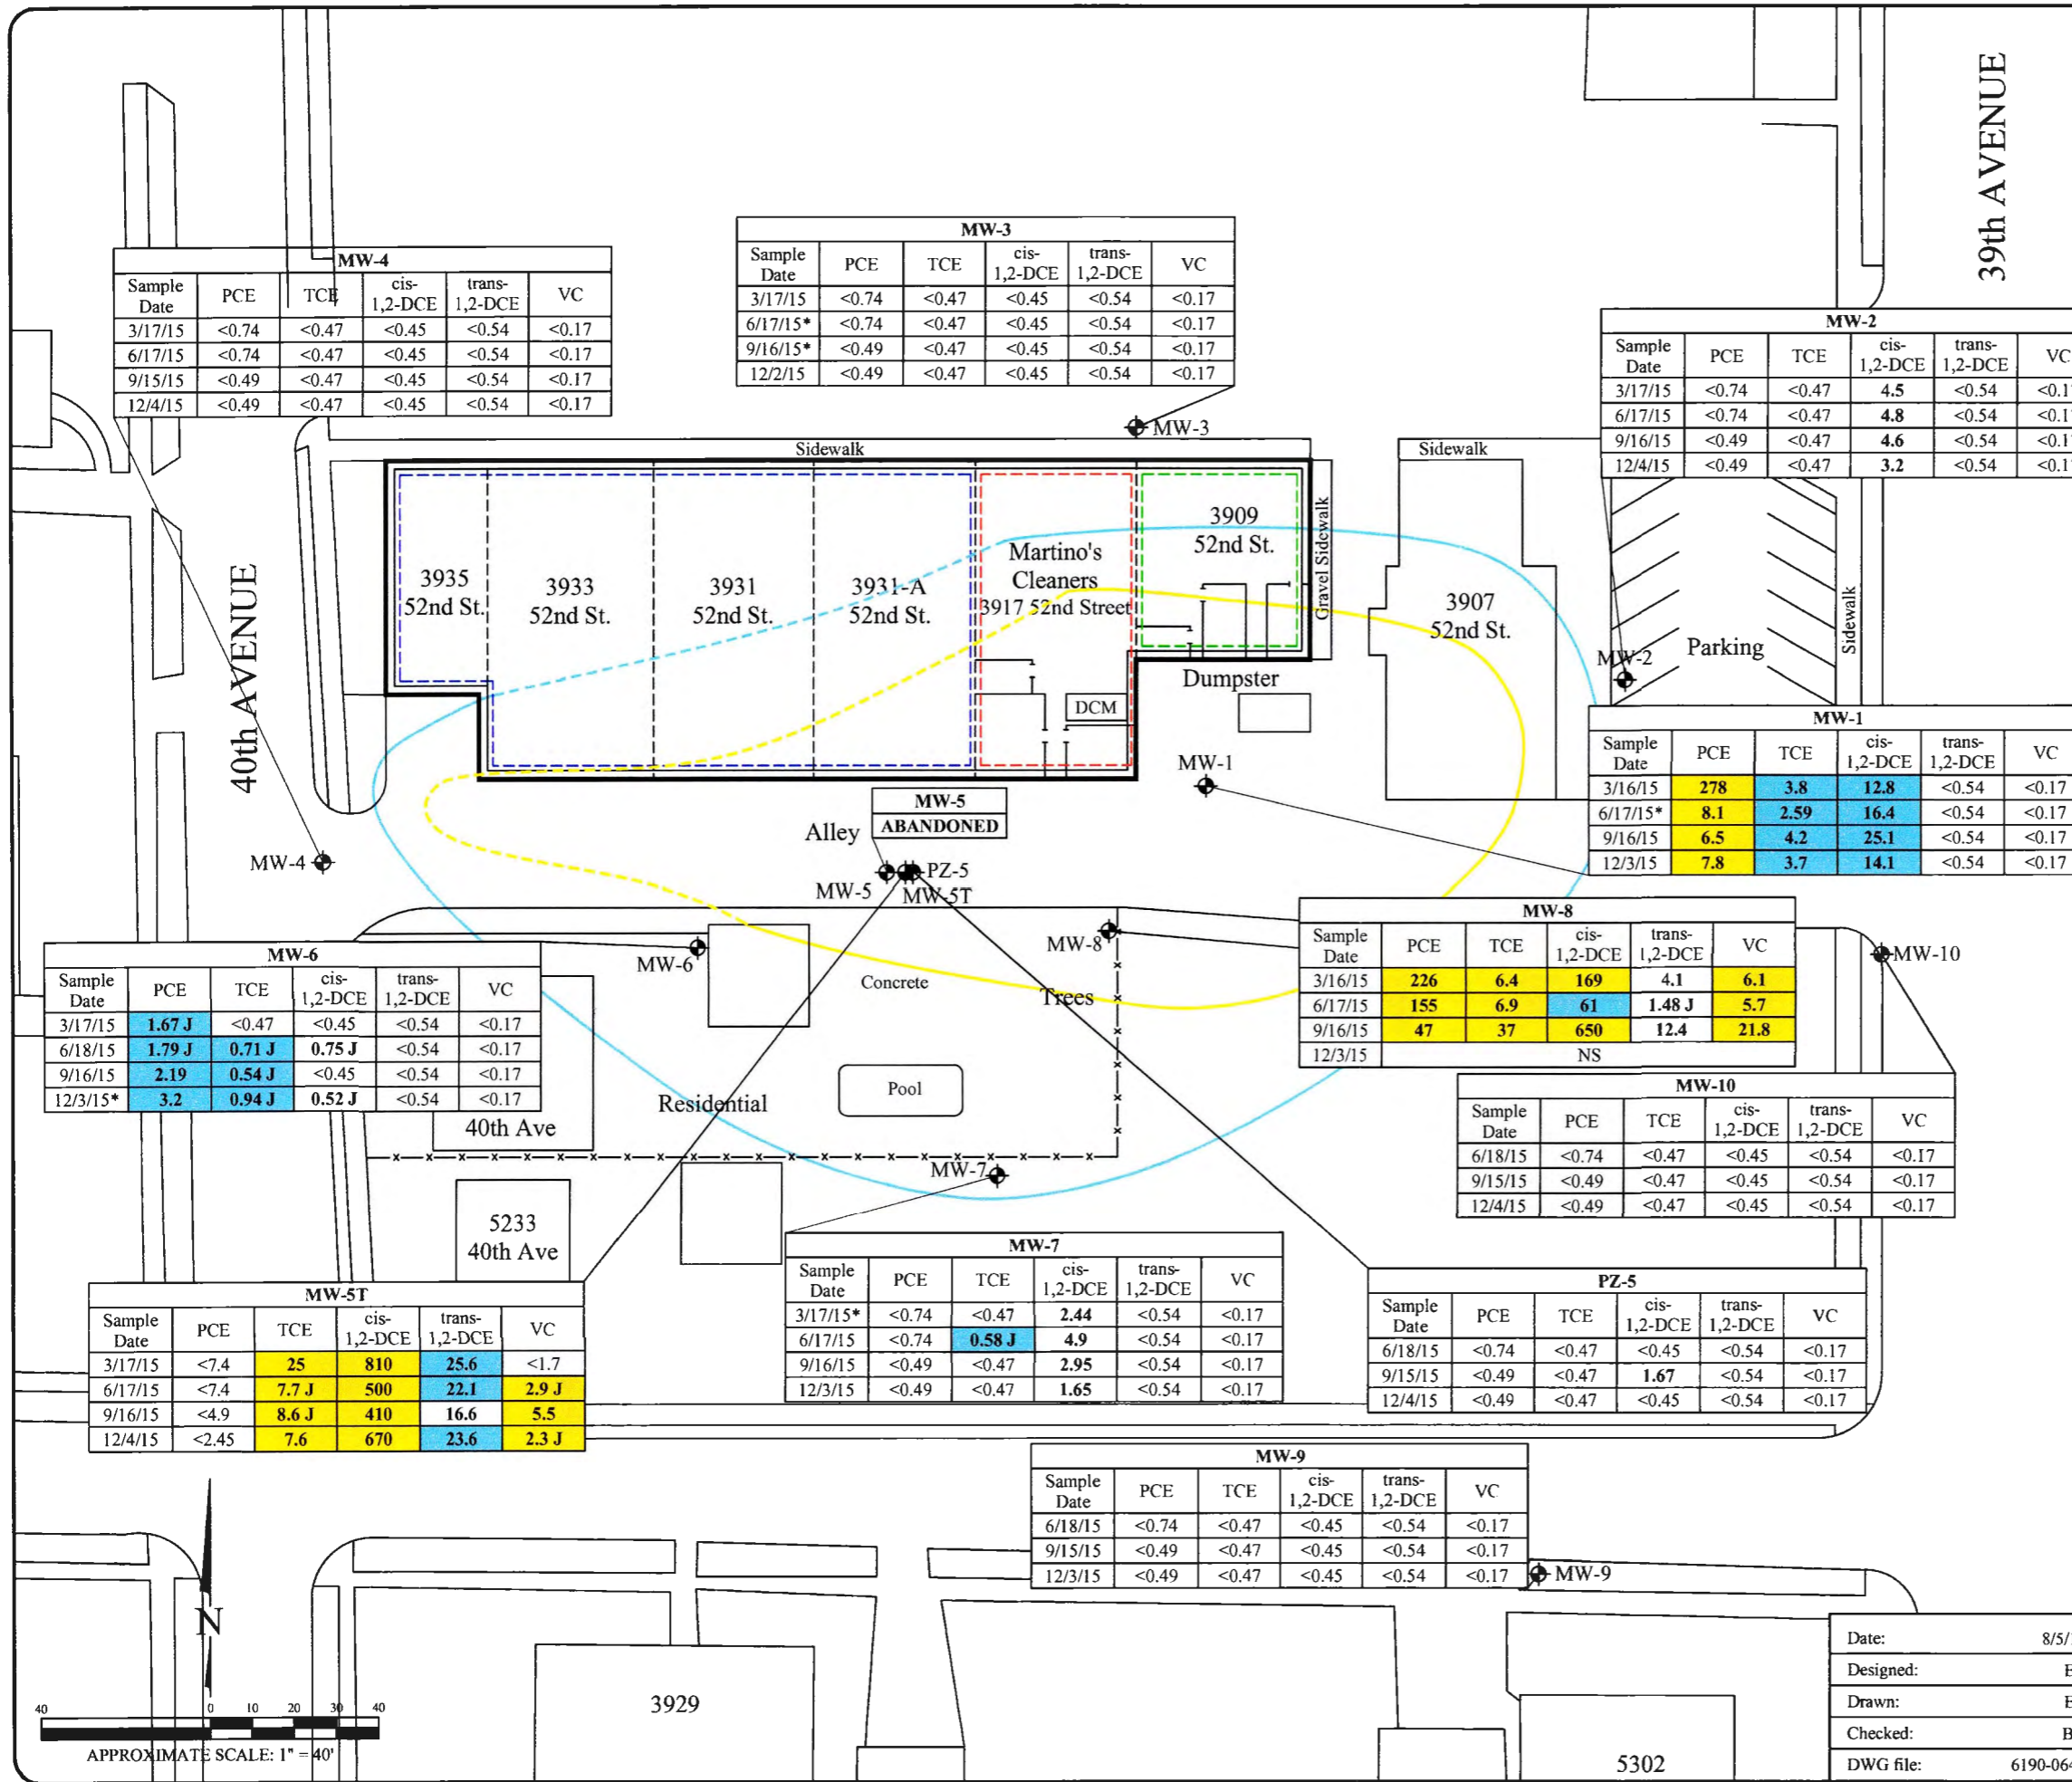 39th AVENUE
MW-3
Sample Date PCE TCE cis-1,2-DCE trans-1,2-DCE VC
3/17/15 <0.74 <0.47 <0.45 <0.54 <0.17
6/17/15* <0.74 <0.47 <0.45 <0.54 <0.17
9/16/15* <0.49 <0.47 <0.45 <0.54 <0.17
12/2/15 <0.49 <0.47 <0.45 <0.54 <0.17
MW-4
Sample Date PCE TCE cis-1,2-DCE trans-1,2-DCE VC
3/17/15 <0.74 <0.47 <0.45 <0.54 <0.17
6/17/15 <0.74 <0.47 <0.45 <0.54 <0.17
9/15/15 <0.49 <0.47 <0.45 <0.54 <0.17
12/4/15 <0.49 <0.47 <0.45 <0.54 <0.17
MW-2
Sample Date PCE TCE cis-1,2-DCE trans-1,2-DCE VC
3/17/15 <0.74 <0.47 4.5 <0.54 <0.1
6/17/15 <0.74 <0.47 4.8 <0.54 <0.1
9/16/15 <0.49 <0.47 4.6 <0.54 <0.1
12/4/15 <0.49 <0.47 3.2 <0.54 <0.1
MW-3
Sidewalk
Sidewalk
40th AVENUE
3935
52nd St.
3933
52nd St.
3931
52nd St.
3931-A
52nd St.
Martino's
Cleaners
3917 52nd Street
3909
52nd St.
Gravel Sidewalk
3907
52nd St.
MW-2
Parking
Sidewalk
DCM
Dumpster
MW-1
MW-1
Sample Date PCE TCE cis-1,2-DCE trans-1,2-DCE VC
3/16/15 278 3.8 12.8 <0.54 <0.17
6/17/15* 8.1 2.59 16.4 <0.54 <0.17
9/16/15 6.5 4.2 25.1 <0.54 <0.17
12/3/15 7.8 3.7 14.1 <0.54 <0.17
MW-5
ABANDONED
Alley
MW-4
MW-5
PZ-5
MW-5T
MW-8
Sample Date PCE TCE cis-1,2-DCE trans-1,2-DCE VC
3/16/15 226 6.4 169 4.1 6.1
6/17/15 155 6.9 61 1.48 J 5.7
9/16/15 47 37 650 12.4 21.8
12/3/15 NS
MW-8
MW-10
MW-6
Concrete
Trees
MW-6
Sample Date PCE TCE cis-1,2-DCE trans-1,2-DCE VC
3/17/15 1.67 J <0.47 <0.45 <0.54 <0.17
6/18/15 1.79 J 0.71 J 0.75 J <0.54 <0.17
9/16/15 2.19 0.54 J <0.45 <0.54 <0.17
12/3/15* 3.2 0.94 J 0.52 J <0.54 <0.17
40th Ave
Residential
Pool
MW-10
Sample Date PCE TCE cis-1,2-DCE trans-1,2-DCE VC
6/18/15 <0.74 <0.47 <0.45 <0.54 <0.17
9/15/15 <0.49 <0.47 <0.45 <0.54 <0.17
12/4/15 <0.49 <0.47 <0.45 <0.54 <0.17
MW-7
5233
40th Ave
MW-7
Sample Date PCE TCE cis-1,2-DCE trans-1,2-DCE VC
3/17/15* <0.74 <0.47 2.44 <0.54 <0.17
6/17/15 <0.74 0.58 J 4.9 <0.54 <0.17
9/16/15 <0.49 <0.47 2.95 <0.54 <0.17
12/3/15 <0.49 <0.47 1.65 <0.54 <0.17
PZ-5
Sample Date PCE TCE cis-1,2-DCE trans-1,2-DCE VC
6/18/15 <0.74 <0.47 <0.45 <0.54 <0.17
9/15/15 <0.49 <0.47 1.67 <0.54 <0.17
12/4/15 <0.49 <0.47 <0.45 <0.54 <0.17
MW-5T
Sample Date PCE TCE cis-1,2-DCE trans-1,2-DCE VC
3/17/15 <7.4 25 810 25.6 <1.7
6/17/15 <7.4 7.7 J 500 22.1 2.9 J
9/16/15 <4.9 8.6 J 410 16.6 5.5
12/4/15 <2.45 7.6 670 23.6 2.3 J
MW-9
Sample Date PCE TCE cis-1,2-DCE trans-1,2-DCE VC
6/18/15 <0.74 <0.47 <0.45 <0.54 <0.17
9/15/15 <0.49 <0.47 <0.45 <0.54 <0.17
12/3/15 <0.49 <0.47 <0.45 <0.54 <0.17
MW-9
N
40 0 10 20 30 40
APPROXIMATE SCALE: 1" = 40'
3929
5302
Date: 8/5/
Designed:
Drawn:
Checked:
DWG file: 6190-06